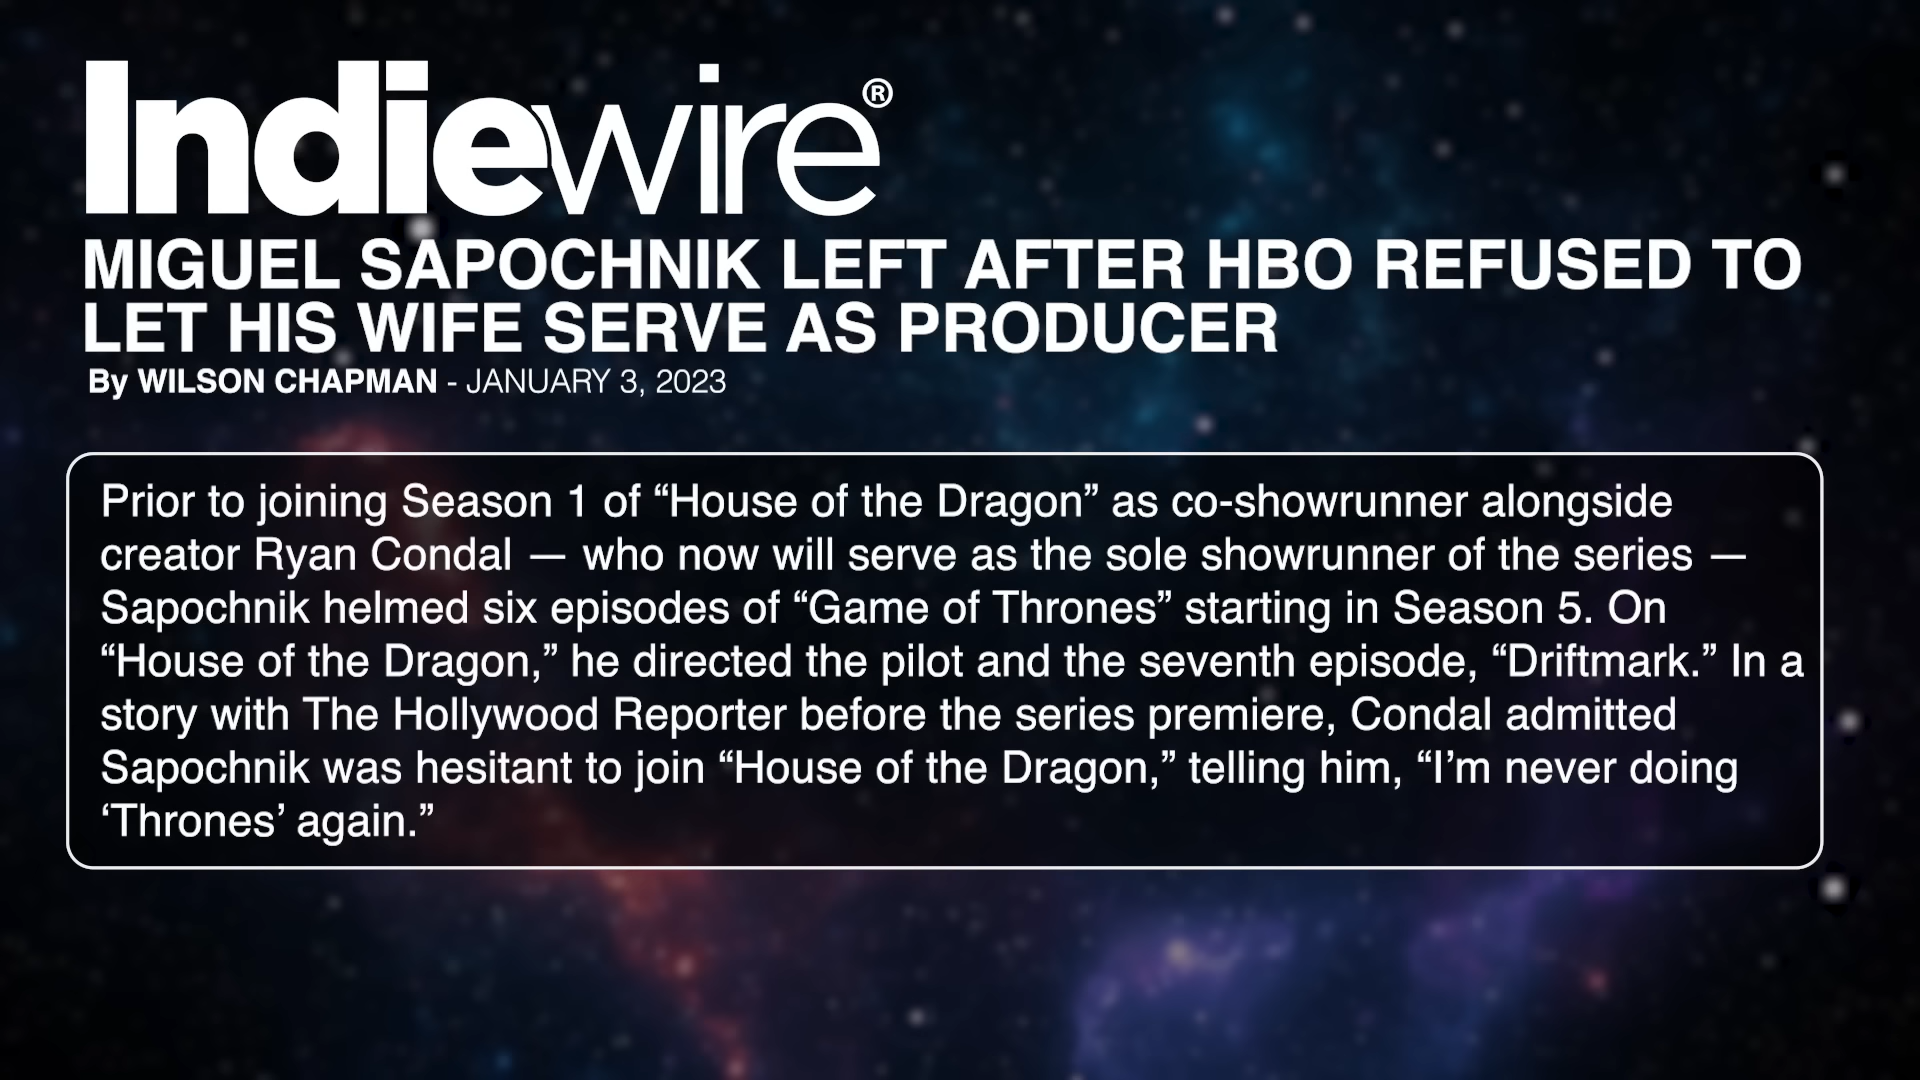 Indiewire®
MIGUEL SAPOCHNIK LEFT AFTER HBO REFUSED TO
LET HIS WIFE SERVE AS PRODUCER
By WILSON CHAPMAN - JANUARY 3, 2023
Prior to joining Season 1 of “House of the Dragon” as co-showrunner alongside
creator Ryan Condal — who now will serve as the sole showrunner of the series —
Sapochnik helmed six episodes of “Game of Thrones” starting in Season 5. On
“House of the Dragon,” he directed the pilot and the seventh episode, “Driftmark.” In a
story with The Hollywood Reporter before the series premiere, Condal admitted
Sapochnik was hesitant to join “House of the Dragon,” telling him, “I’m never doing
‘Thrones’ again.”